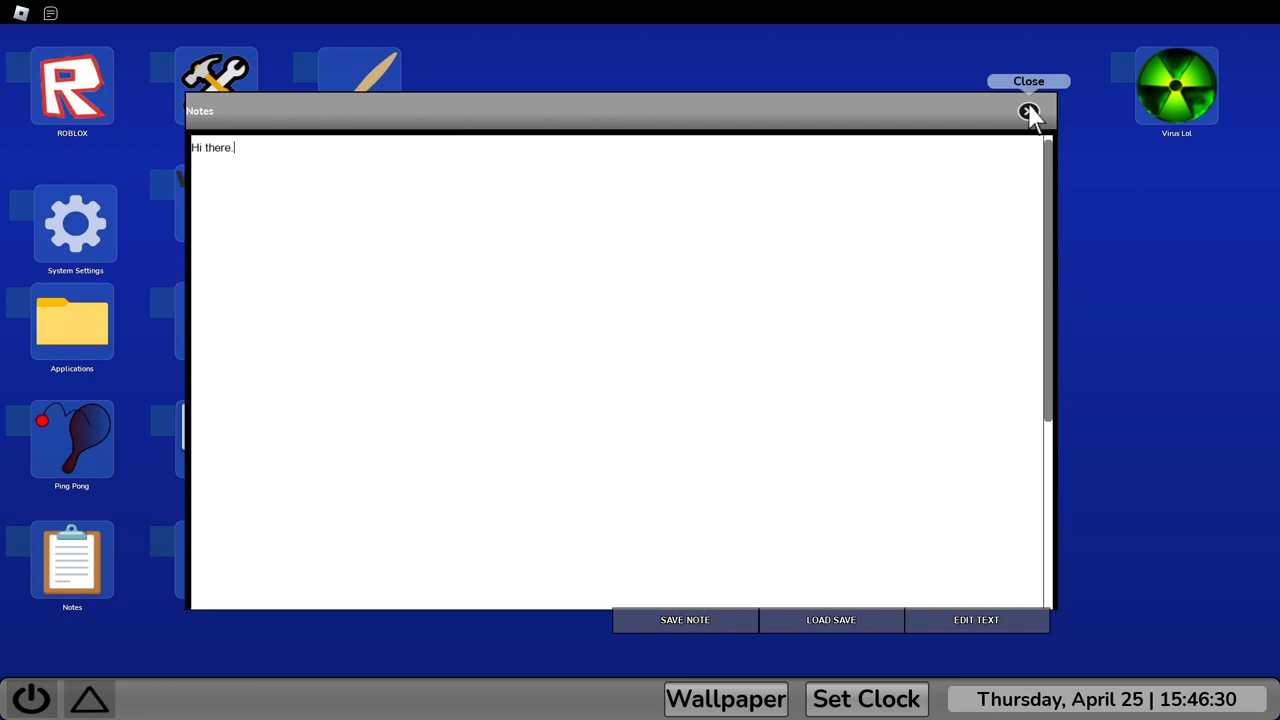 Close
Notes
Hi there.
ROBLOX
Virus Lol
System Settings
Applications
Ping Pong
Notes
SAVE NOTE
LOAD SAVE
EDIT TEXT
Wallpaper
Set Clock
Thursday, April 25 | 15:46:30